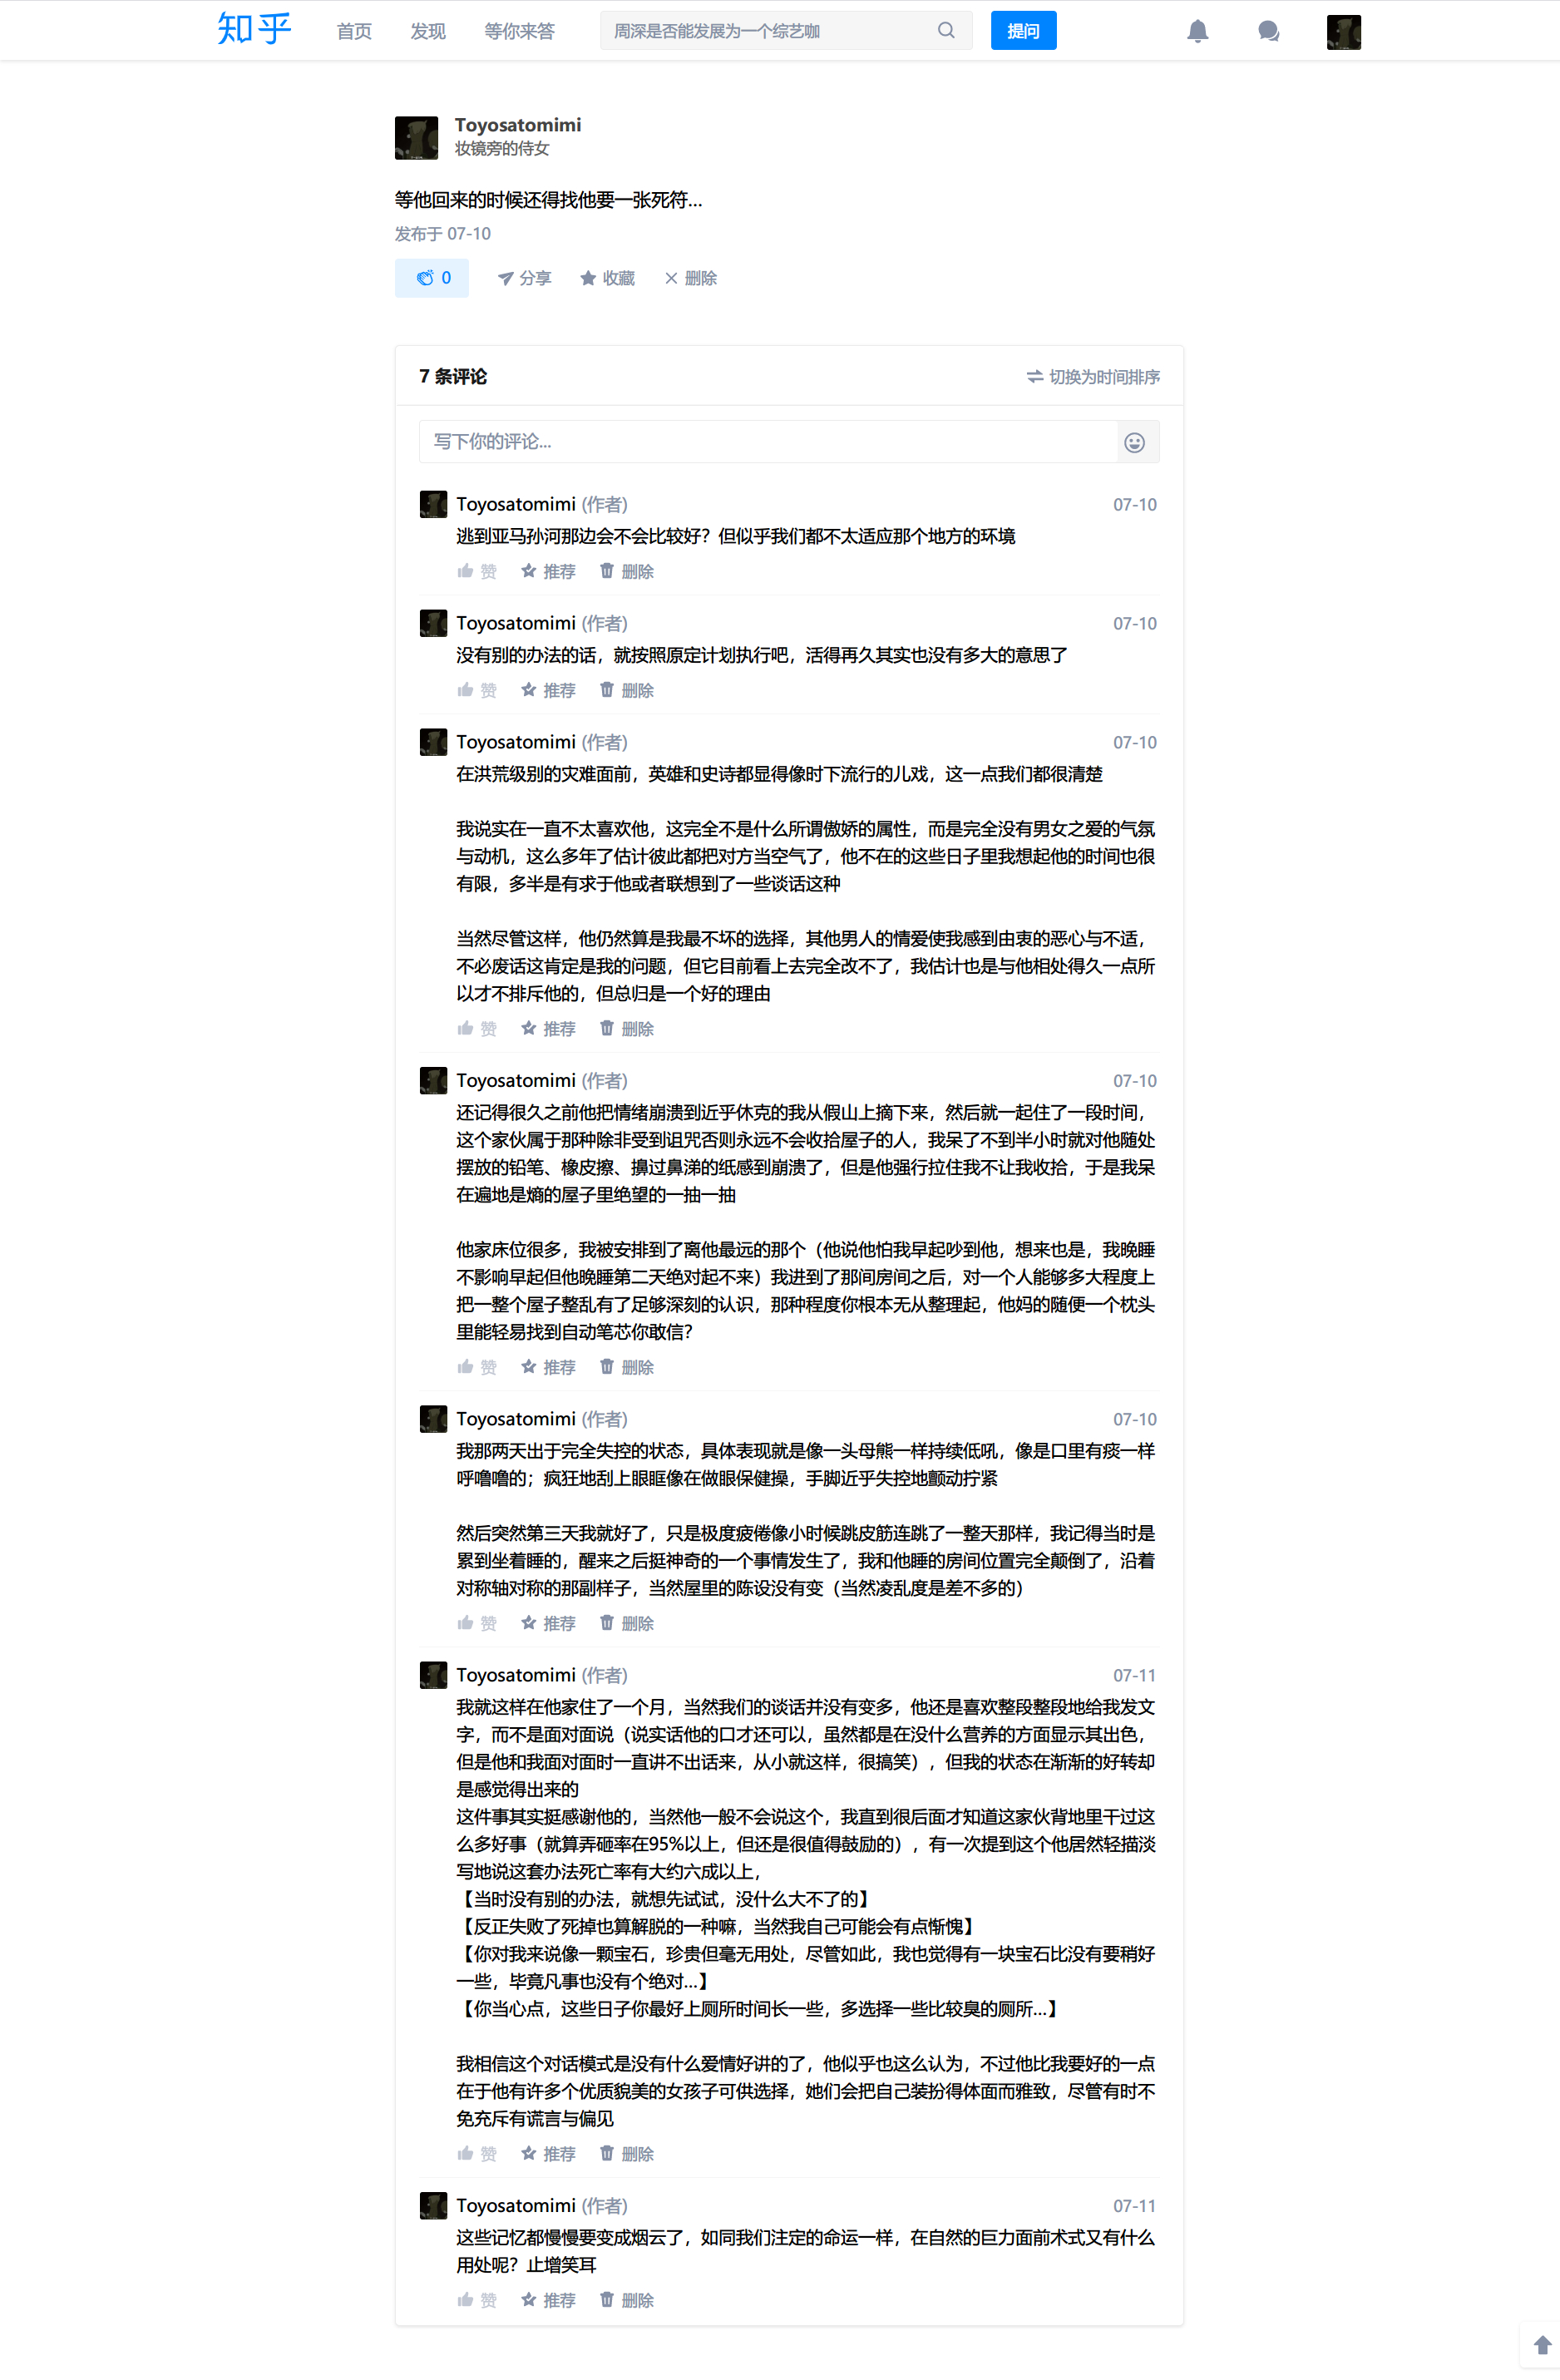 知乎 首页 发现 等你来答 周深是否能发展为一个综艺咖 提问
Toyosatomimi
妆镜旁的侍女
等他回来的时候还得找他要一张死符...
发布于 07-10
0 分享 收藏 删除
7 条评论 切换为时间排序
写下你的评论...
Toyosatomimi (作者) 07-10
逃到亚马孙河那边会不会比较好？但似乎我们都不太适应那个地方的环境
赞 推荐 删除
Toyosatomimi (作者) 07-10
没有别的办法的话，就按照原定计划执行吧，活得再久其实也没有多大的意思了
赞 推荐 删除
Toyosatomimi (作者) 07-10
在洪荒级别的灾难面前，英雄和史诗都显得像时下流行的儿戏，这一点我们都很清楚
我说实在一直不太喜欢他，这完全不是什么所谓傲娇的属性，而是完全没有男女之爱的气氛
与动机，这么多年了估计彼此都把对方当空气了，他不在的这些日子里我想起他的时间也很
有限，多半是有求于他或者联想到了一些谈话这种
当然尽管这样，他仍然算是我最不坏的选择，其他男人的情爱使我感到由衷的恶心与不适，
不必废话这肯定是我的问题，但它目前看上去完全改不了，我估计也是与他相处得久一点所
以才不排斥他的，但总归是一个好的理由
赞 推荐 删除
Toyosatomimi (作者) 07-10
还记得很久之前他把情绪崩溃到近乎休克的我从假山上摘下来，然后就一起住了一段时间，
这个家伙属于那种除非受到诅咒否则永远不会收拾屋子的人，我呆了不到半小时就对他随处
摆放的铅笔、橡皮擦、擤过鼻涕的纸感到崩溃了，但是他强行拉住我不让我收拾，于是我呆
在遍地是熵的屋子里绝望的一抽一抽
他家床位很多，我被安排到了离他最远的那个（他说他怕我早起吵到他，想来也是，我晚睡
不影响早起但他晚睡第二天绝对起不来）我进到了那间房间之后，对一个人能够多大程度上
把一整个屋子整乱有了足够深刻的认识，那种程度你根本无从整理起，他妈的随便一个枕头
里能轻易找到自动笔芯你敢信？
赞 推荐 删除
Toyosatomimi (作者) 07-10
我那两天出于完全失控的状态，具体表现就是像一头母熊一样持续低吼，像是口里有痰一样
呼噜噜的；疯狂地刮上眼眶像在做眼保健操，手脚近乎失控地颤动拧紧
然后突然第三天我就好了，只是极度疲倦像小时候跳皮筋连跳了一整天那样，我记得当时是
累到坐着睡的，醒来之后挺神奇的一个事情发生了，我和他睡的房间位置完全颠倒了，沿着
对称轴对称的那副样子，当然屋里的陈设没有变（当然凌乱度是差不多的）
赞 推荐 删除
Toyosatomimi (作者) 07-11
我就这样在他家住了一个月，当然我们的谈话并没有变多，他还是喜欢整段整段地给我发文
字，而不是面对面说（说实话他的口才还可以，虽然都是在没什么营养的方面显示其出色，
但是他和我面对面时一直讲不出话来，从小就这样，很搞笑），但我的状态在渐渐的好转却
是感觉得出来的
这件事其实挺感谢他的，当然他一般不会说这个，我直到很后面才知道这家伙背地里干过这
么多好事（就算弄砸率在95%以上，但还是很值得鼓励的），有一次提到这个他居然轻描淡
写地说这套办法死亡率有大约六成以上，
【当时没有别的办法，就想先试试，没什么大不了的】
【反正失败了死掉也算解脱的一种嘛，当然我自己可能会有点惭愧】
【你对我来说像一颗宝石，珍贵但毫无用处，尽管如此，我也觉得有一块宝石比没有要稍好
一些，毕竟凡事也没有个绝对...】
【你当心点，这些日子你最好上厕所时间长一些，多选择一些比较臭的厕所...】
我相信这个对话模式是没有什么爱情好讲的了，他似乎也这么认为，不过他比我要好的一点
在于他有许多个优质貌美的女孩子可供选择，她们会把自己装扮得体面而雅致，尽管有时不
免充斥有谎言与偏见
赞 推荐 删除
Toyosatomimi (作者) 07-11
这些记忆都慢慢要变成烟云了，如同我们注定的命运一样，在自然的巨力面前术式又有什么
用处呢？止增笑耳
赞 推荐 删除